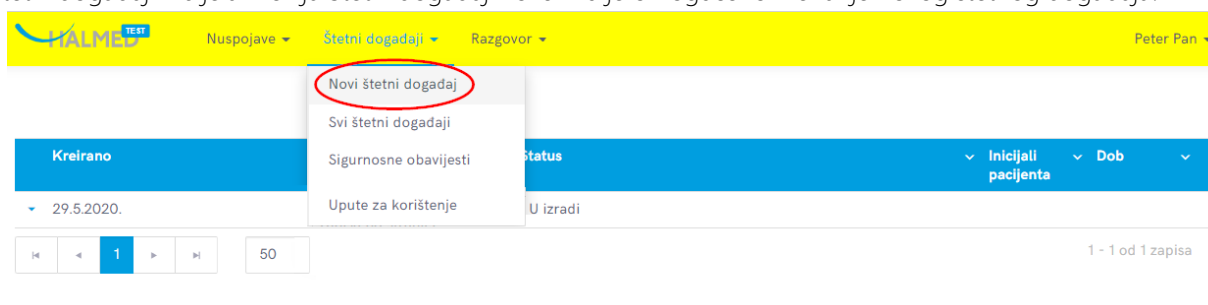 HALMED TEST Nuspojave Štetni događaji Razgovor Peter Pan
Novi štetni događaj
Svi štetni događaji
Sigurnosne obavijesti
Upute za korištenje
Kreirano Status Inicijali pacijenta Dob
29.5.2020. U izradi
1 50 1 - 1 od 1 zapisa